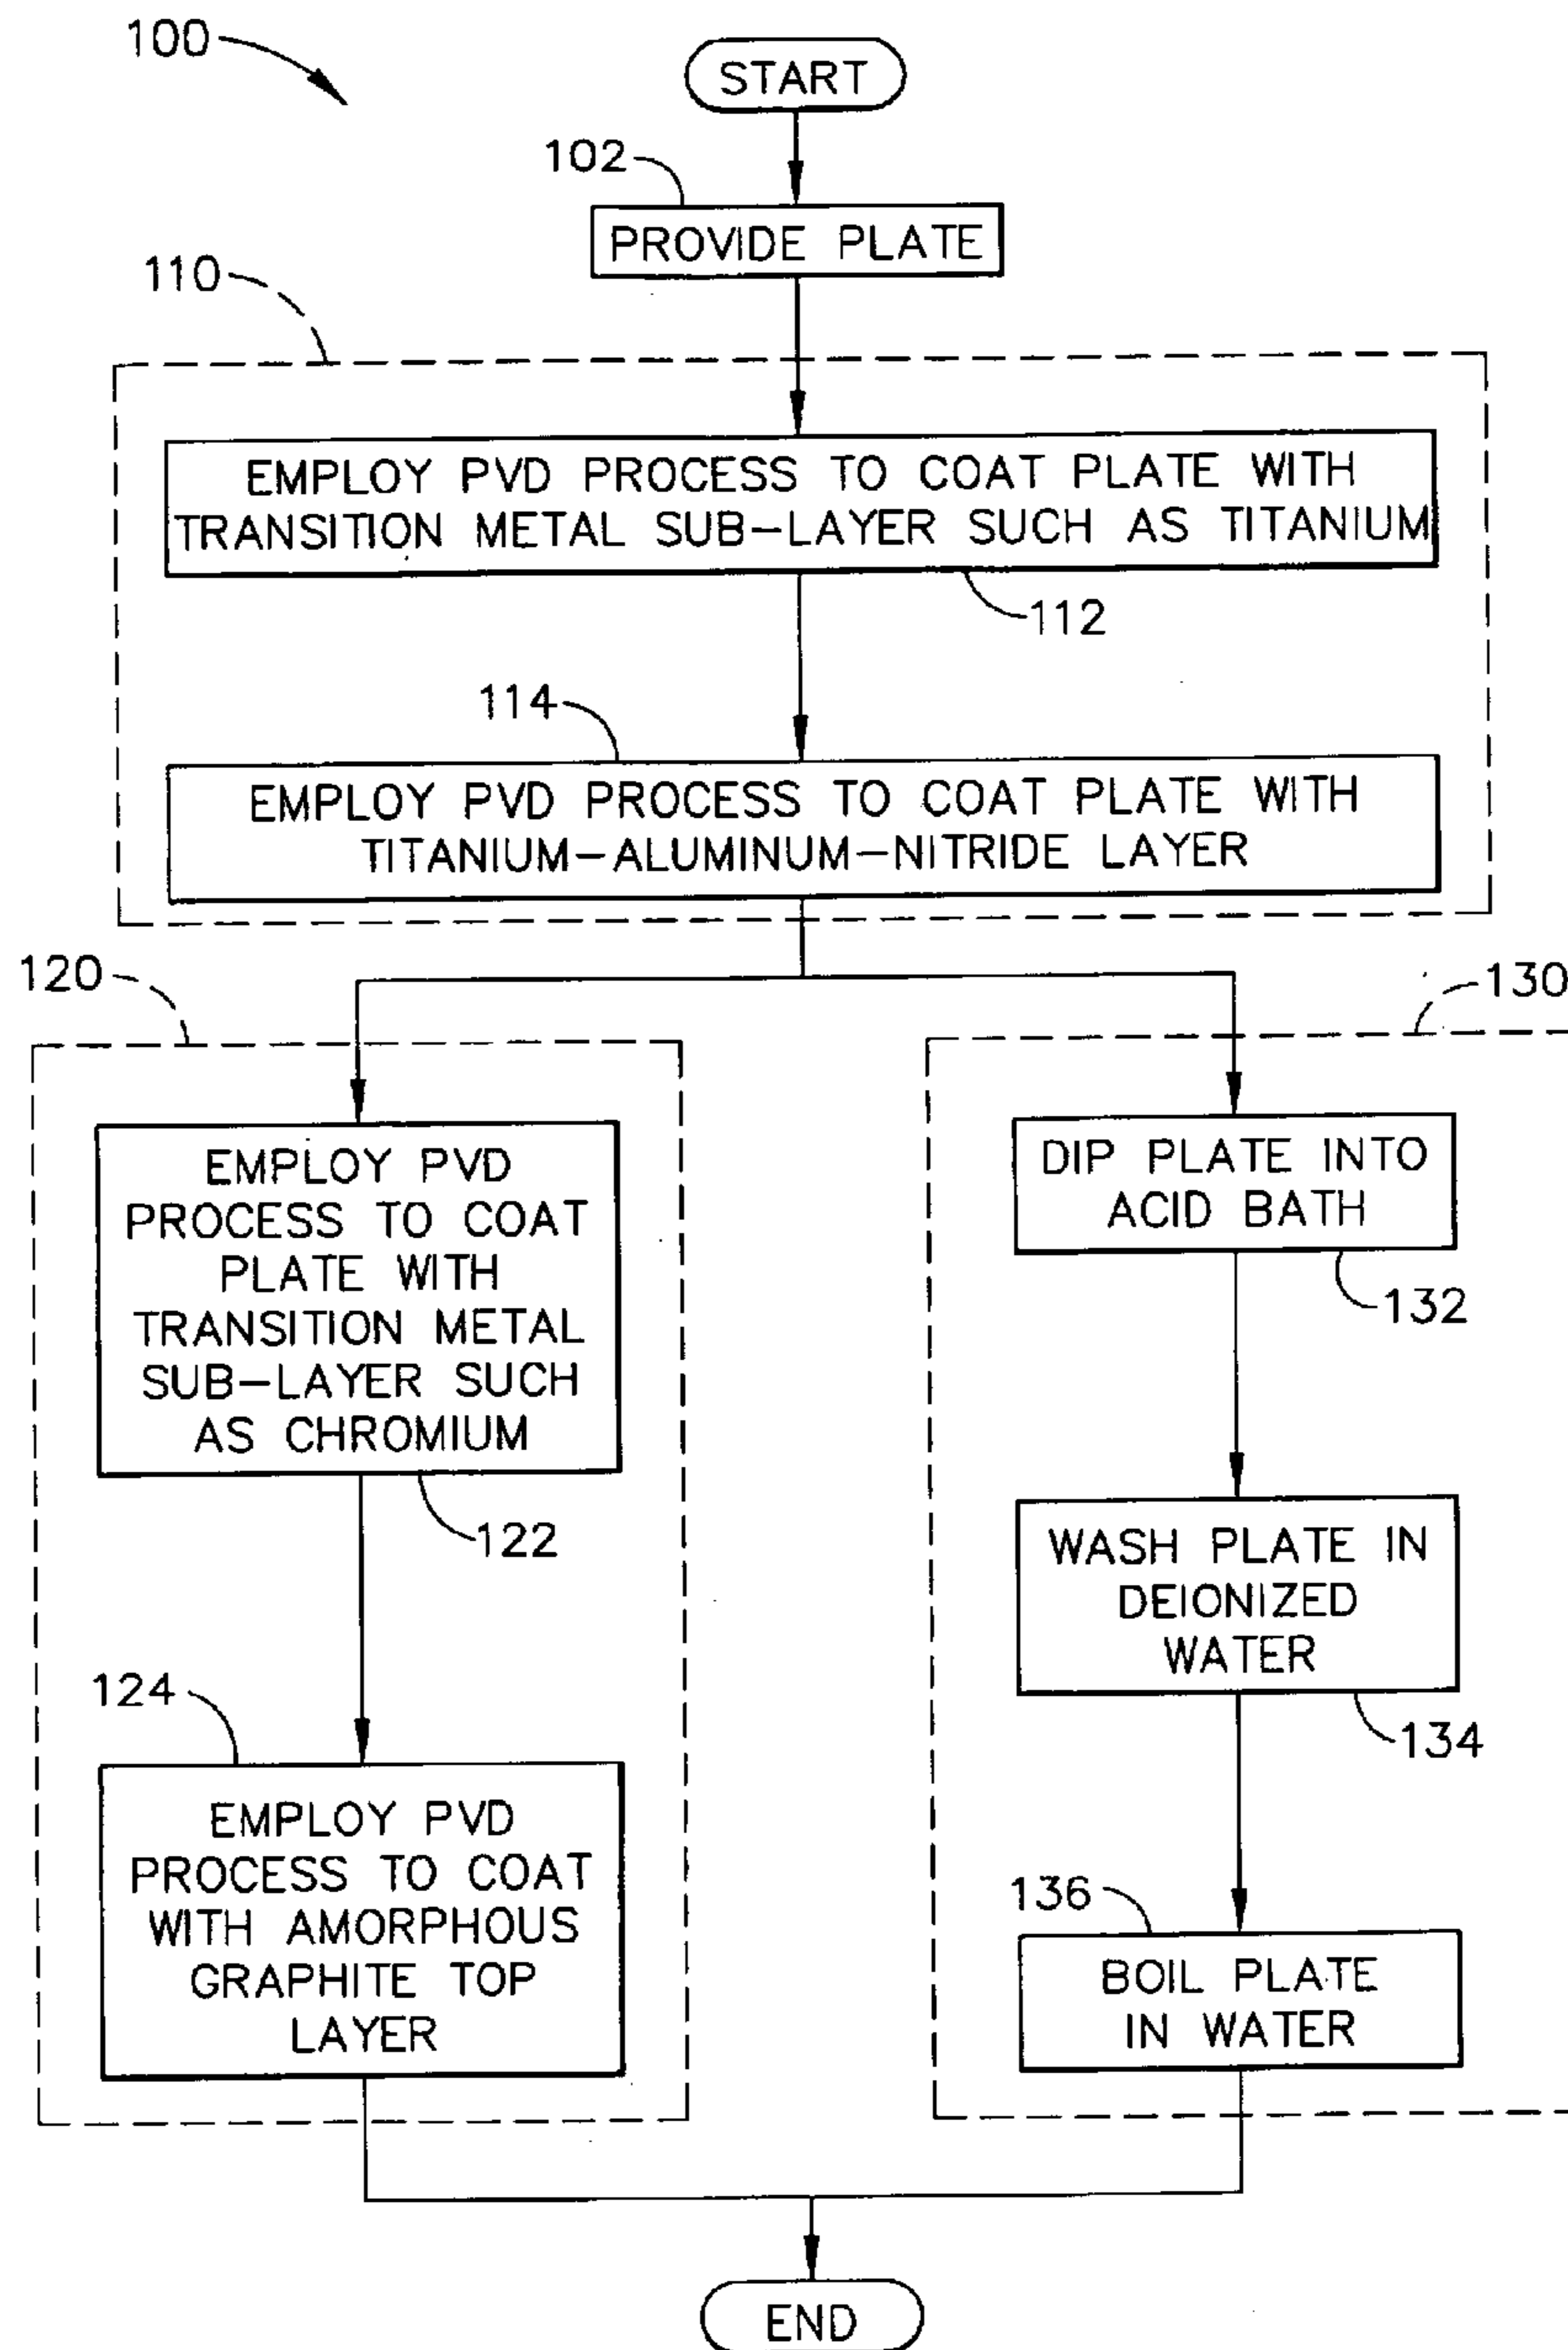 100
START
102
PROVIDE PLATE
110
EMPLOY PVD PROCESS TO COAT PLATE WITH
TRANSITION METAL SUB-LAYER SUCH AS TITANIUM
112
114
EMPLOY PVD PROCESS TO COAT PLATE WITH
TITANIUM-ALUMINUM-NITRIDE LAYER
120
EMPLOY PVD
PROCESS TO COAT
PLATE WITH
TRANSITION METAL
SUB-LAYER SUCH
AS CHROMIUM
122
124
EMPLOY PVD
PROCESS TO COAT
WITH AMORPHOUS
GRAPHITE TOP
LAYER
130
DIP PLATE INTO
ACID BATH
132
WASH PLATE IN
DEIONIZED
WATER
134
136
BOIL PLATE
IN WATER
END